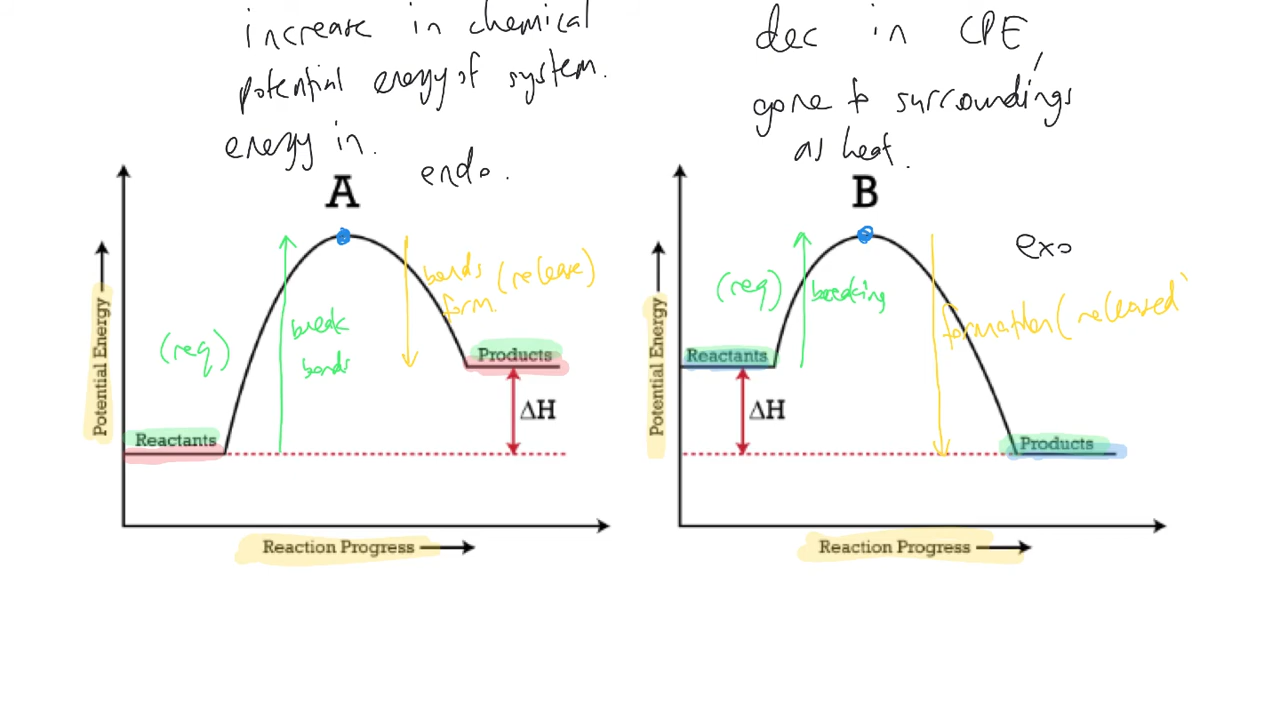 increase in chemical
potential energy of system.
energy in.
endo.
A
Potential Energy
(req)
break
bonds
bonds (release)
form.
Reactants
Products
ΔH
Reaction Progress
dec in CPE,
gone to surroundings
as heat.
B
exo
Potential Energy
(req)
breaking
formation (released
Reactants
ΔH
Products
Reaction Progress